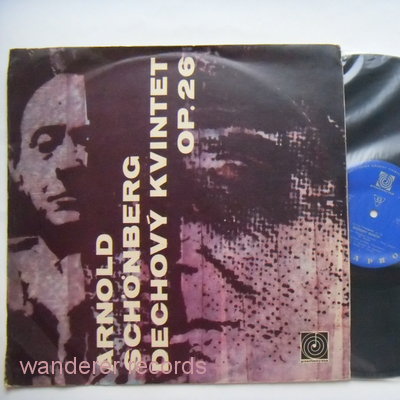 ARNOLD
SCHÖNBERG
DECHOVÝ KVINTET
OP. 26
wanderer records